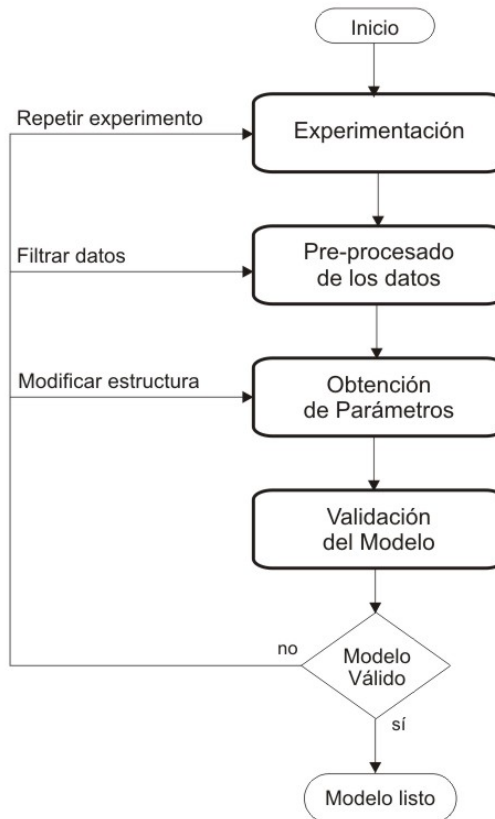 Inicio
Repetir experimento
Experimentación
Filtrar datos
Pre-procesado
de los datos
Modificar estructura
Obtención
de Parámetros
Validación
del Modelo
no
Modelo
Válido
sí
Modelo listo